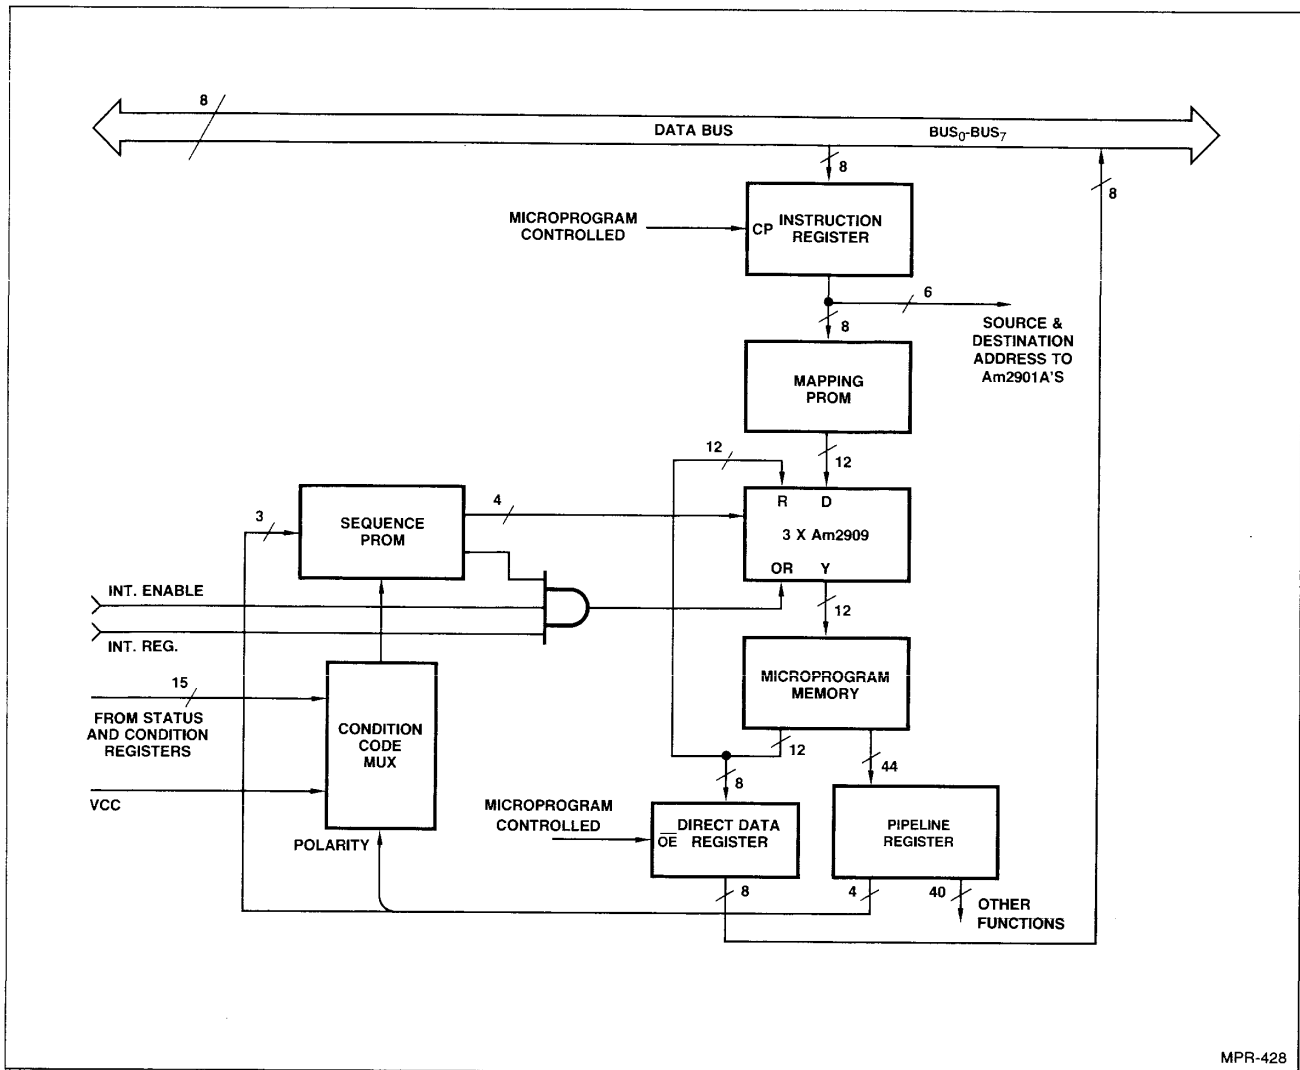 8
DATA BUS
BUS0-BUS7
8
8
MICROPROGRAM
CONTROLLED
CP
INSTRUCTION
REGISTER
6
8
SOURCE &
DESTINATION
ADDRESS TO
Am2901A'S
MAPPING
PROM
12
12
R
D
3 X Am2909
OR
Y
4
3
SEQUENCE
PROM
INT. ENABLE
INT. REG.
12
MICROPROGRAM
MEMORY
15
FROM STATUS
AND CONDITION
REGISTERS
CONDITION
CODE
MUX
12
44
8
VCC
MICROPROGRAM
CONTROLLED
OE
DIRECT DATA
REGISTER
PIPELINE
REGISTER
POLARITY
8
4
40
OTHER
FUNCTIONS
MPR-428